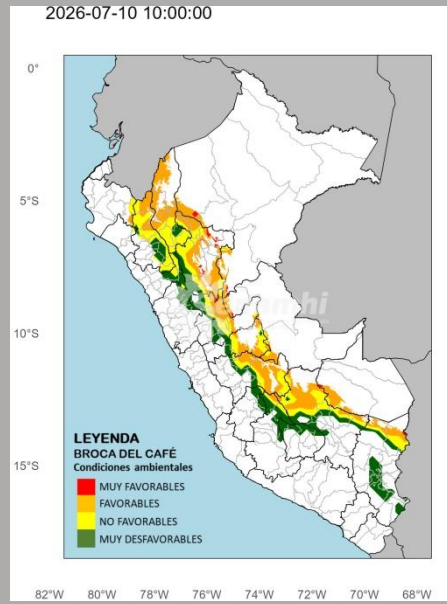 2026-07-10 10:00:00
0°
5°S
10°S
15°S
senamhi
LEYENDA
BROCA DEL CAFÉ
Condiciones ambientales
MUY FAVORABLES
FAVORABLES
NO FAVORABLES
MUY DESFAVORABLES
82°W 80°W 78°W 76°W 74°W 72°W 70°W 68°W